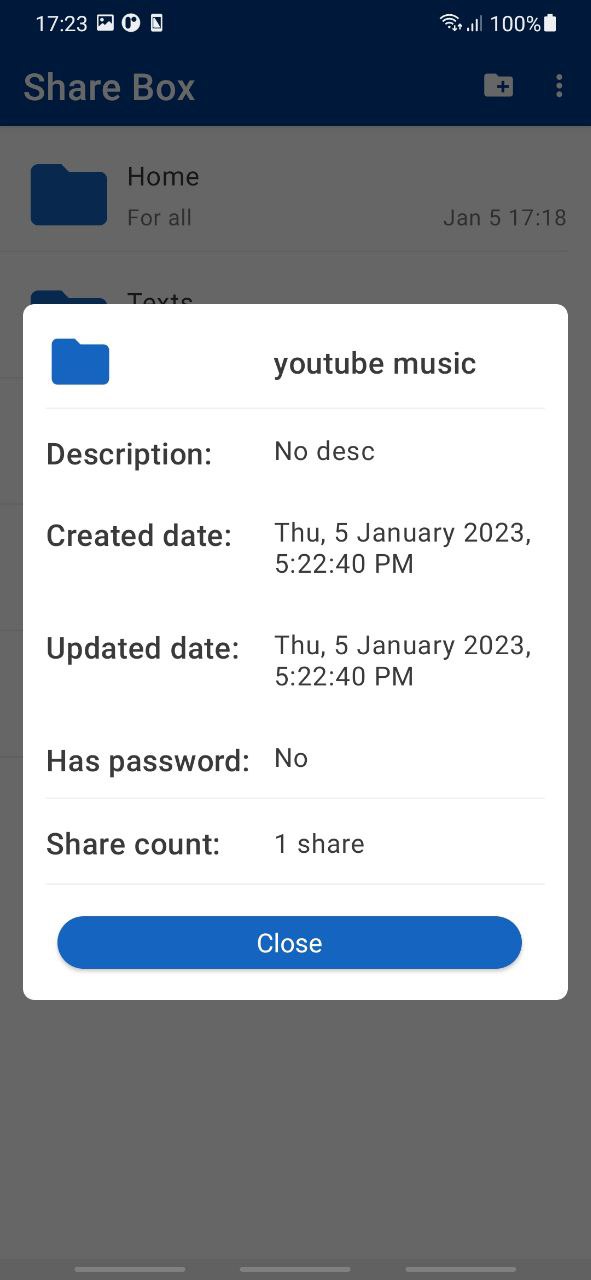 17:23 100%
Share Box
Home
For all Jan 5 17:18
Texts
youtube music
Description: No desc
Created date: Thu, 5 January 2023,
5:22:40 PM
Updated date: Thu, 5 January 2023,
5:22:40 PM
Has password: No
Share count: 1 share
Close